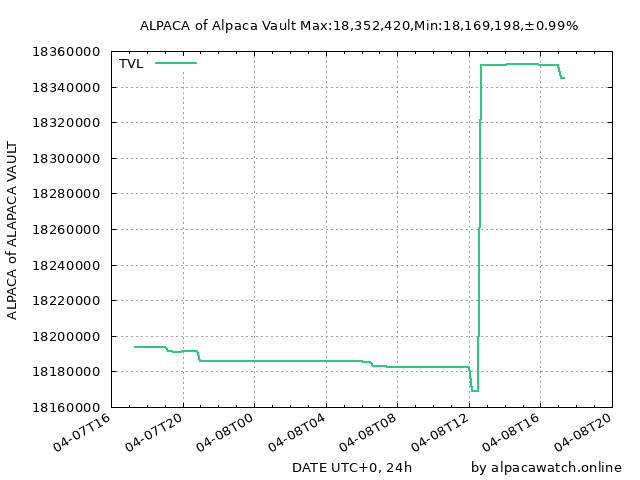 ALPACA of Alpaca Vault Max:18,352,420,Min:18,169,198,±0.99%
TVL
18360000
18340000
18320000
18300000
18280000
18260000
18240000
18220000
18200000
18180000
18160000
ALPACA of ALAPACA VAULT
04-07T16
04-07T20
04-08T00
04-08T04
04-08T08
04-08T12
04-08T16
04-08T20
DATE UTC+0, 24h
by alpacawatch.online